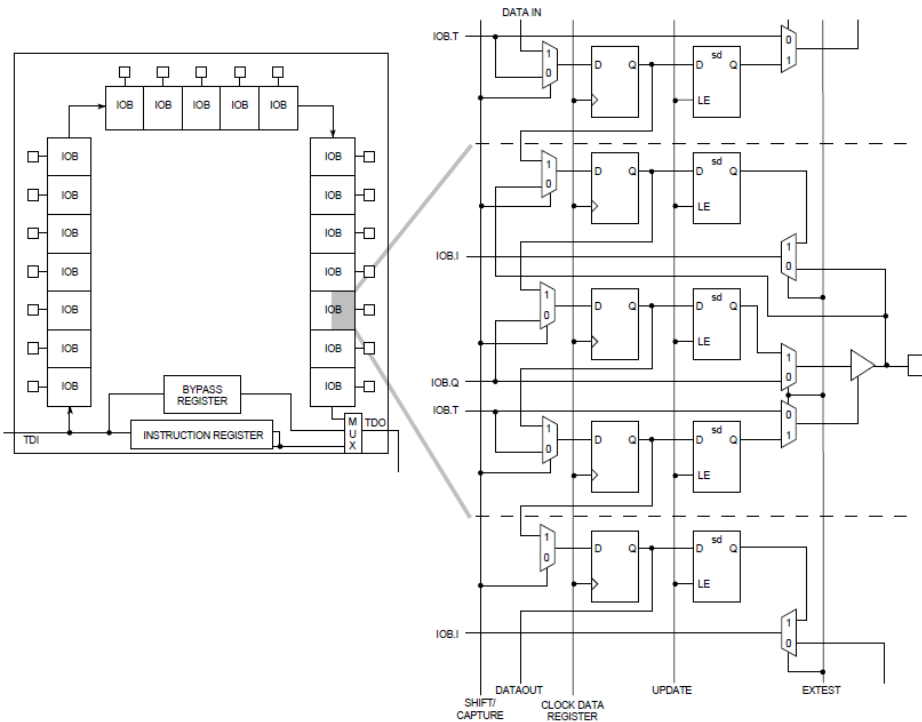 IOB IOB IOB IOB IOB
IOB IOB
IOB IOB
IOB IOB
IOB IOB
IOB IOB
IOB IOB
IOB IOB
BYPASS
REGISTER
INSTRUCTION REGISTER
TDI
M
U
X
TDO
DATA IN
IOB.T
0
1
sd
1
0
D Q D Q
LE
sd
1
0
D Q D Q
LE
IOB.I
1
0
sd
1
0
D Q D Q
LE
1
0
IOB.Q
IOB.T
0
1
sd
1
0
D Q D Q
LE
sd
1
0
D Q D Q
LE
IOB.I
1
0
DATAOUT UPDATE EXTEST
SHIFT/
CAPTURE
CLOCK DATA
REGISTER